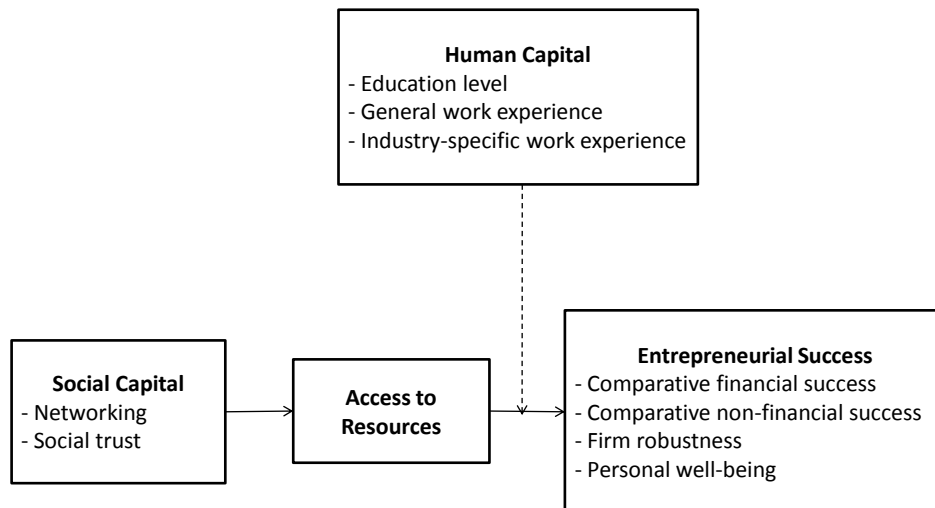 Human Capital
- Education level
- General work experience
- Industry-specific work experience
Social Capital
- Networking
- Social trust
Access to
Resources
Entrepreneurial Success
- Comparative financial success
- Comparative non-financial success
- Firm robustness
- Personal well-being